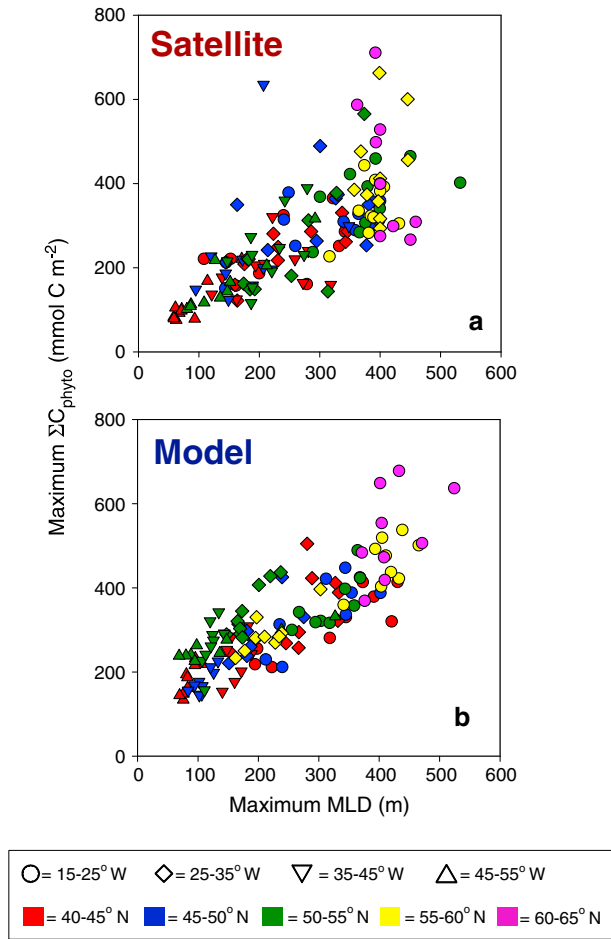 800
Satellite
600
400
200
a
0
0 100 200 300 400 500 600
Maximum ΣC_phyto (mmol C m⁻²)
800
Model
600
400
200
b
0
0 100 200 300 400 500 600
Maximum MLD (m)
= 15-25° W = 25-35° W = 35-45° W = 45-55° W
= 40-45° N = 45-50° N = 50-55° N = 55-60° N = 60-65° N